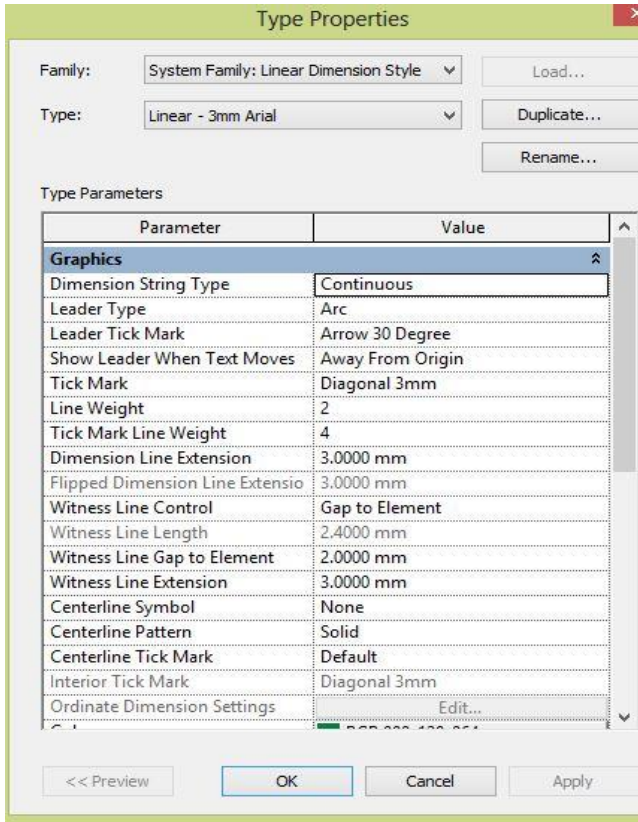 Type Properties
Family: System Family: Linear Dimension Style Load...
Type: Linear - 3mm Arial Duplicate...
Rename...
Type Parameters
Parameter Value
Graphics
Dimension String Type Continuous
Leader Type Arc
Leader Tick Mark Arrow 30 Degree
Show Leader When Text Moves Away From Origin
Tick Mark Diagonal 3mm
Line Weight 2
Tick Mark Line Weight 4
Dimension Line Extension 3.0000 mm
Flipped Dimension Line Extensio 3.0000 mm
Witness Line Control Gap to Element
Witness Line Length 2.4000 mm
Witness Line Gap to Element 2.0000 mm
Witness Line Extension 3.0000 mm
Centerline Symbol None
Centerline Pattern Solid
Centerline Tick Mark Default
Interior Tick Mark Diagonal 3mm
Ordinate Dimension Settings Edit...
<< Preview OK Cancel Apply